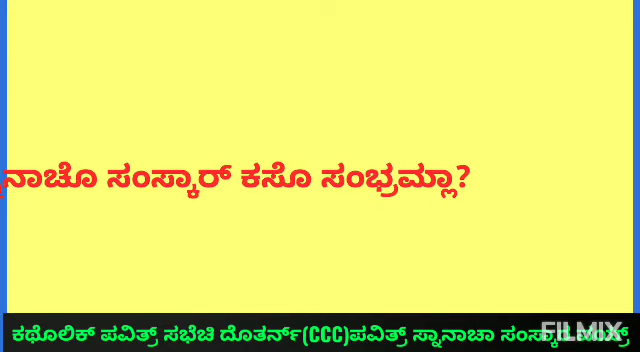 ನಾಚೊ ಸಂಸ್ಕಾರ್ ಕಸೊ ಸಂಭ್ರಮ್ಲಾ?
ಕಥೊಲಿಕ್ ಪವಿತ್ರ್ ಸಭೆಚಿ ದೊತರ್ನ್(CCC)ಪವಿತ್ರ್ ಸ್ನಾನಾಚಾ
FILMIX